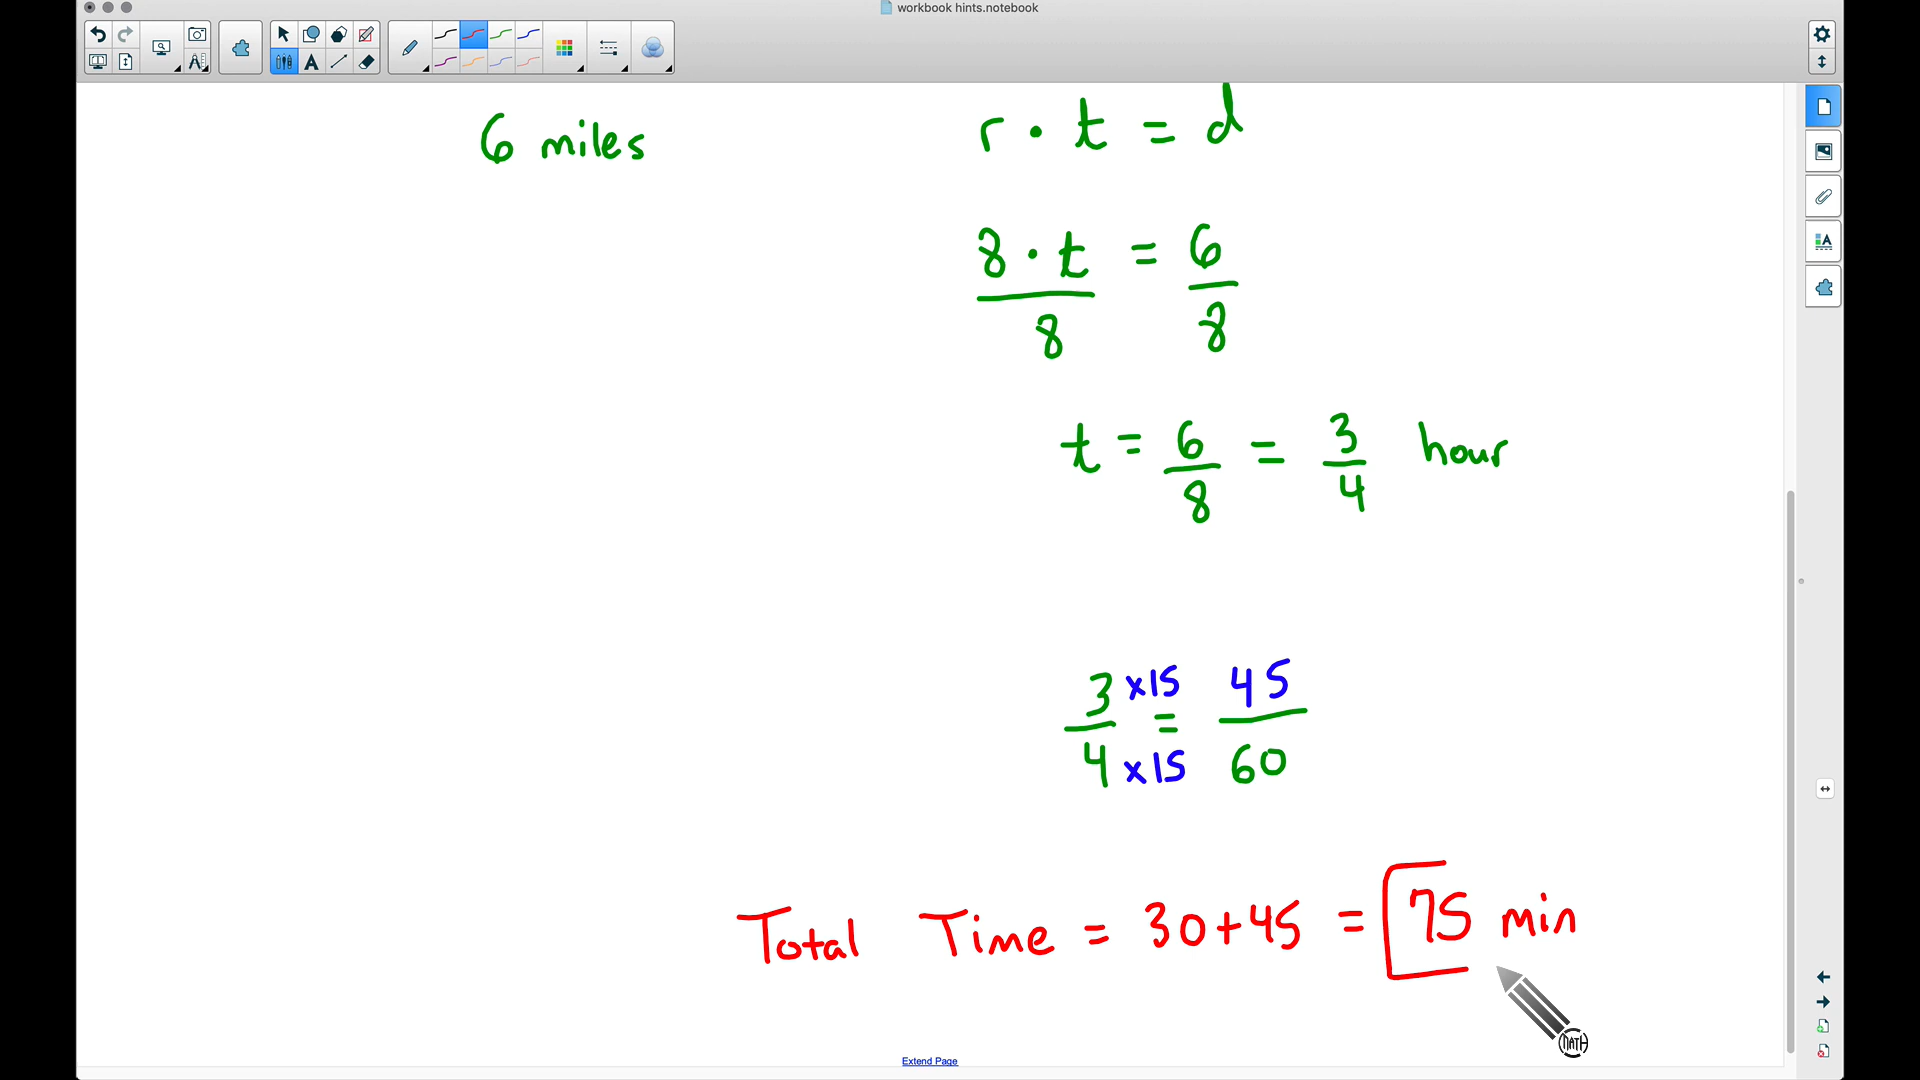 workbook hints.notebook
6 miles
r · t = d
8 · t / 8 = 6 / 8
t = 6/8 = 3/4 hour
3 x15 / 4 x15 = 45 / 60
Total Time = 30+45 = 75 min
MATH
Extend Page